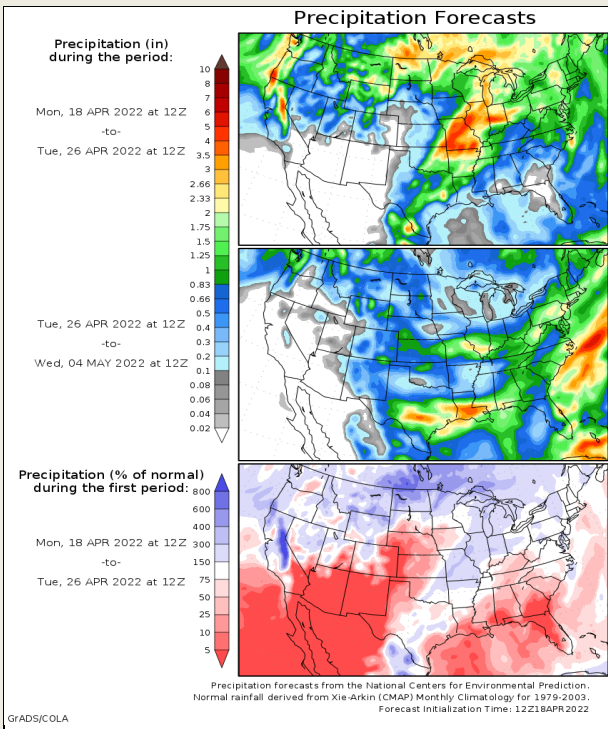 Precipitation Forecasts
Precipitation (in)
during the period:
Mon, 18 APR 2022 at 12Z
-to-
Tue, 26 APR 2022 at 12Z
10
8
7
6
5
4
3.5
3
2.66
2.33
2
1.75
1.5
1.25
1
0.83
0.66
0.5
0.4
0.3
0.2
0.1
0.08
0.06
0.04
0.02
Tue, 26 APR 2022 at 12Z
-to-
Wed, 04 MAY 2022 at 12Z
Precipitation (% of normal)
during the first period:
Mon, 18 APR 2022 at 12Z
-to-
Tue, 26 APR 2022 at 12Z
800
600
400
300
150
75
50
25
10
5
Precipitation forecasts from the National Centers for Environmental Prediction.
Normal rainfall derived from Xie-Arkin (CMAP) Monthly Climatology for 1979-2003.
Forecast Initialization Time: 12Z18APR2022
GrADS/COLA